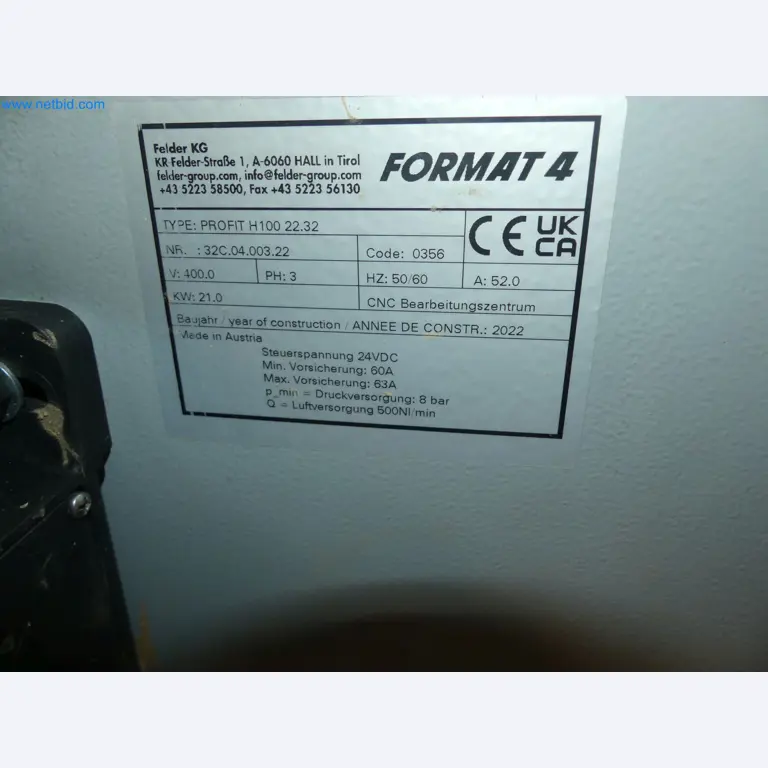 www.netbid.com
Felder KG
KR-Felder-Straße 1, A-6060 HALL in Tirol
felder-group.com, info@felder-group.com
+43 5223 58500, Fax +43 5223 56130
FORMAT 4
TYPE: PROFIT H100 22.32
CE UKCA
NR. : 32C.04.003.22 Code: 0356
V: 400.0 PH: 3 HZ: 50/60 A: 52.0
KW: 21.0 CNC Bearbeitungszentrum
Baujahr / year of construction / ANNEE DE CONSTR.: 2022
Made in Austria
Steuerspannung 24VDC
Min. Vorsicherung: 60A
Max. Vorsicherung: 63A
p_min = Druckversorgung: 8 bar
Q = Luftversorgung 500Nl/min